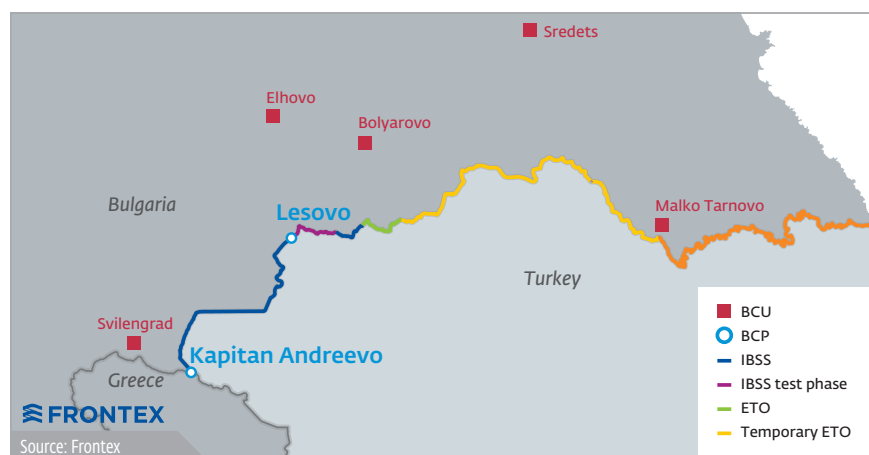 Sredets
Elhovo
Bolyarovo
Bulgaria
Lesovo
Malko Tarnovo
Turkey
Svilengrad
Kapitan Andreevo
Greece
FRONTEX
Source: Frontex
BCU
BCP
IBSS
IBSS test phase
ETO
Temporary ETO